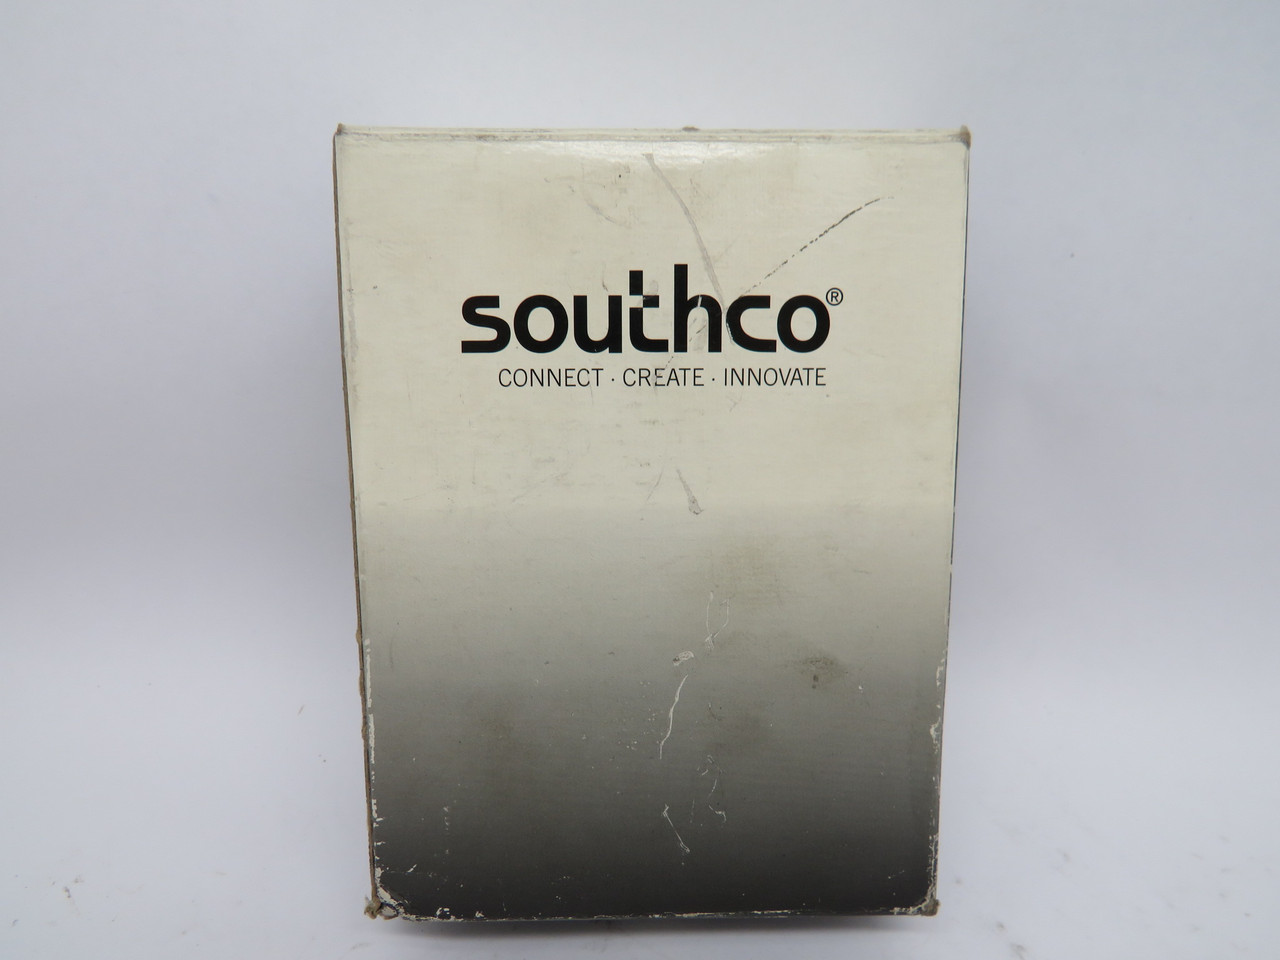 southco®
CONNECT · CREATE · INNOVATE